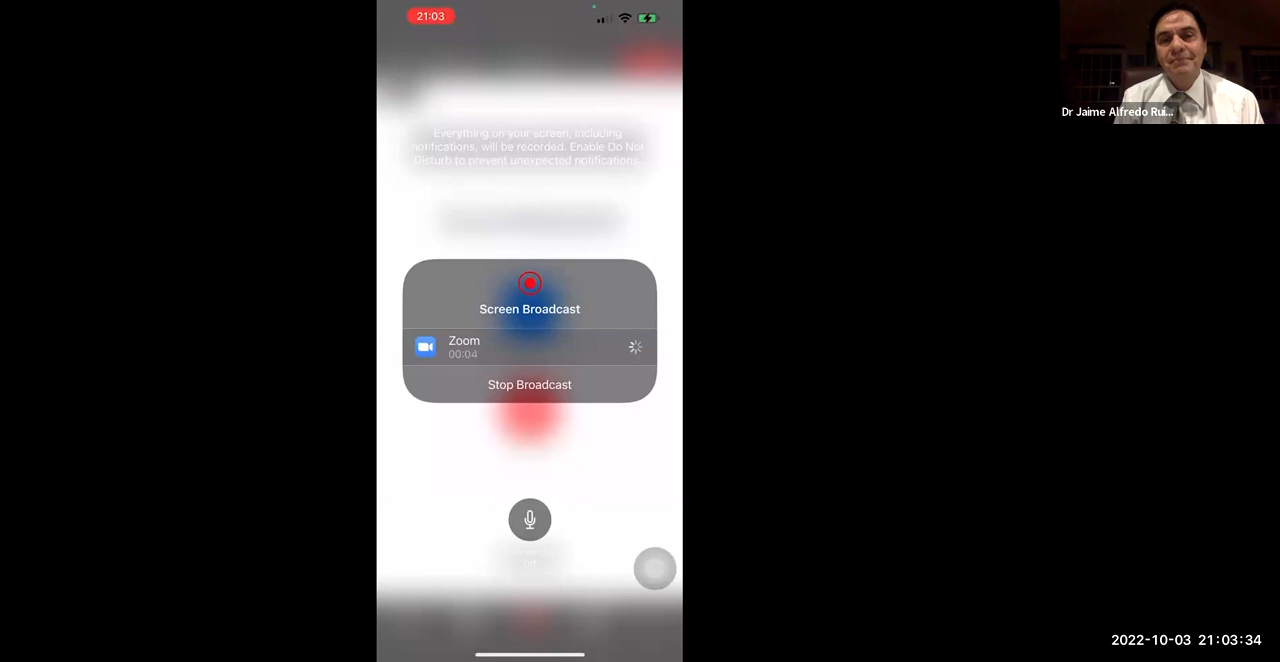 21:03
Dr Jaime Alfredo Rui...
Everything on your screen, including
notifications, will be recorded. Enable Do Not
Disturb to prevent unexpected notifications.
Screen Broadcast
Zoom
00:04
Stop Broadcast
Off
2022-10-03 21:03:34